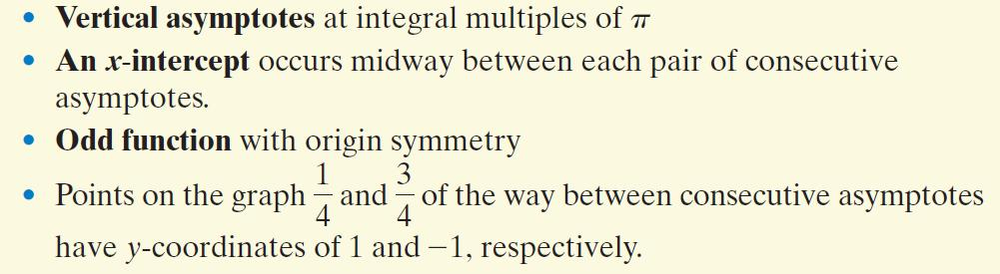 • Vertical asymptotes at integral multiples of π
• An x-intercept occurs midway between each pair of consecutive
asymptotes.
• Odd function with origin symmetry
• Points on the graph 1/4 and 3/4 of the way between consecutive asymptotes
have y-coordinates of 1 and −1, respectively.